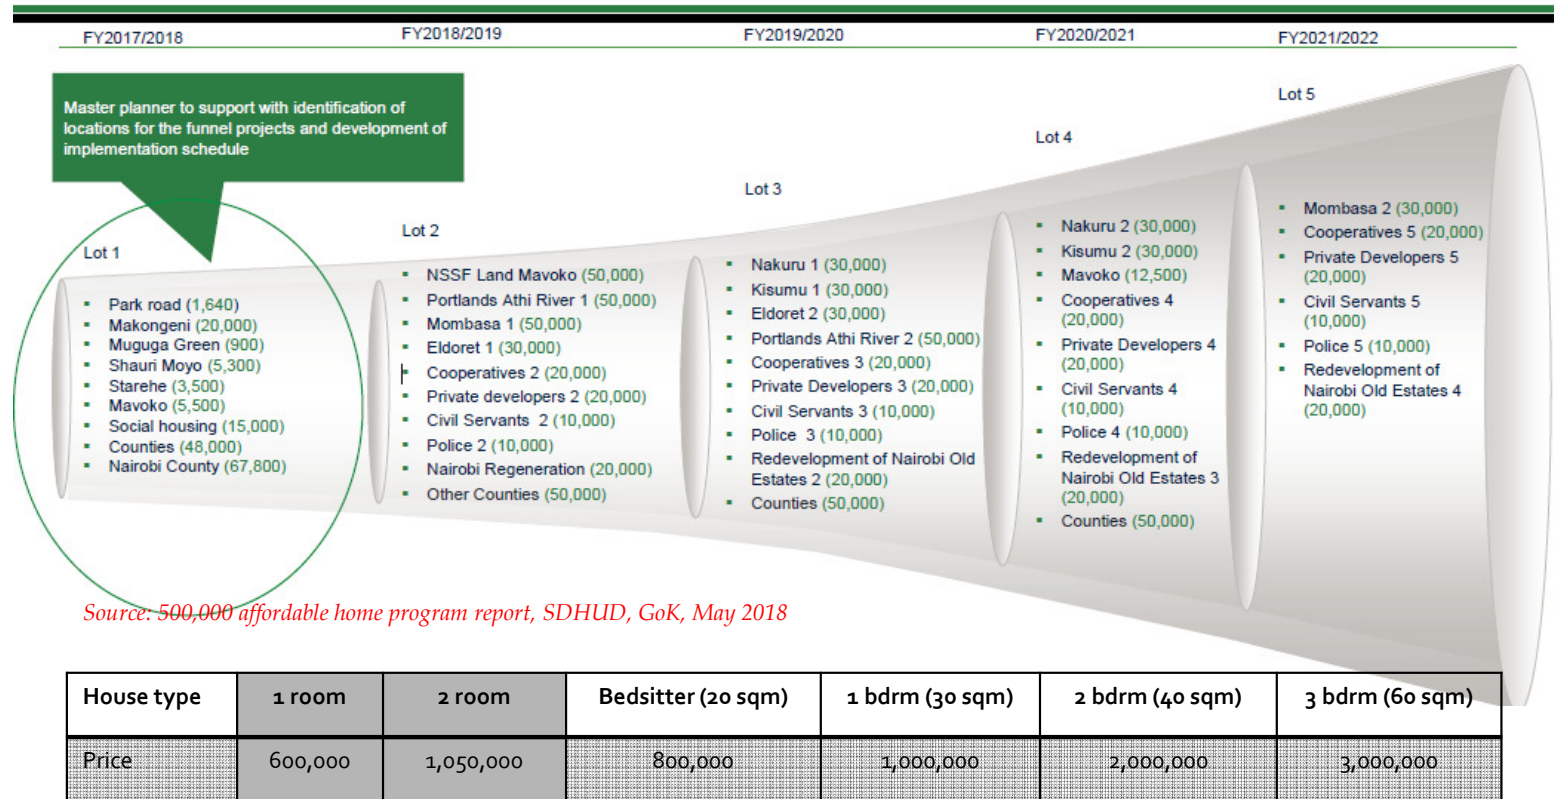 FY2017/2018
FY2018/2019
FY2019/2020
FY2020/2021
FY2021/2022
Master planner to support with identification of
locations for the funnel projects and development of
implementation schedule
Lot 1
Park road (1,640)
Makongeni (20,000)
Muguga Green (900)
Shauri Moyo (5,300)
Starehe (3,500)
Mavoko (5,500)
Social housing (15,000)
Counties (48,000)
Nairobi County (67,800)
Lot 2
NSSF Land Mavoko (50,000)
Portlands Athi River 1 (50,000)
Mombasa 1 (50,000)
Eldoret 1 (30,000)
Cooperatives 2 (20,000)
Private developers 2 (20,000)
Civil Servants 2 (10,000)
Police 2 (10,000)
Nairobi Regeneration (20,000)
Other Counties (50,000)
Lot 3
Nakuru 1 (30,000)
Kisumu 1 (30,000)
Eldoret 2 (30,000)
Portlands Athi River 2 (50,000)
Cooperatives 3 (20,000)
Private Developers 3 (20,000)
Civil Servants 3 (10,000)
Police 3 (10,000)
Redevelopment of Nairobi Old
Estates 2 (20,000)
Counties (50,000)
Lot 4
Nakuru 2 (30,000)
Kisumu 2 (30,000)
Mavoko (12,500)
Cooperatives 4
(20,000)
Private Developers 4
(20,000)
Civil Servants 4
(10,000)
Police 4 (10,000)
Redevelopment of
Nairobi Old Estates 3
(20,000)
Counties (50,000)
Lot 5
Mombasa 2 (30,000)
Cooperatives 5 (20,000)
Private Developers 5
(20,000)
Civil Servants 5
(10,000)
Police 5 (10,000)
Redevelopment of
Nairobi Old Estates 4
(20,000)
Source: 500,000 affordable home program report, SDHUD, GoK, May 2018
House type 1 room 2 room Bedsitter (20 sqm) 1 bdrm (30 sqm) 2 bdrm (40 sqm) 3 bdrm (60 sqm)
Price 600,000 1,050,000 800,000 1,000,000 2,000,000 3,000,000